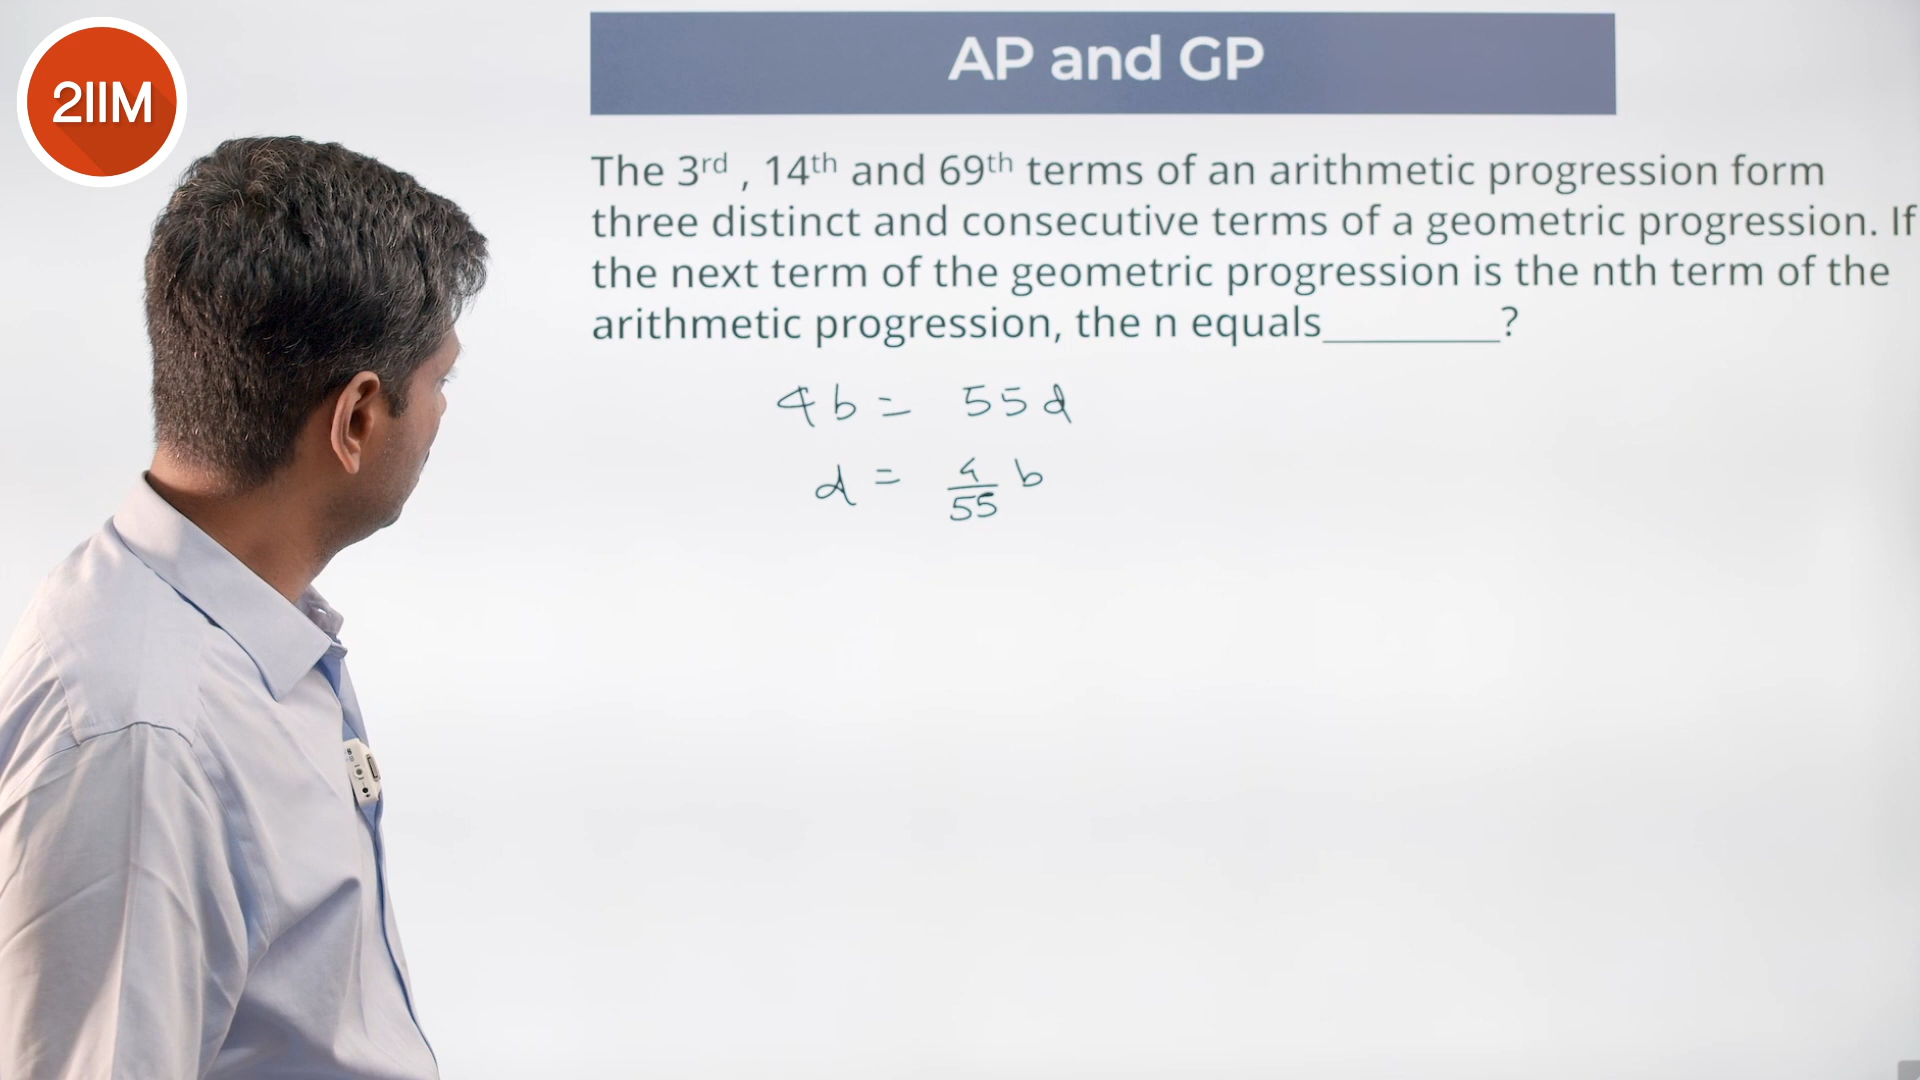 2IIM
AP and GP
The 3rd , 14th and 69th terms of an arithmetic progression form
three distinct and consecutive terms of a geometric progression. If
the next term of the geometric progression is the nth term of the
arithmetic progression, the n equals________?
4b = 55d
d = 4/55 b